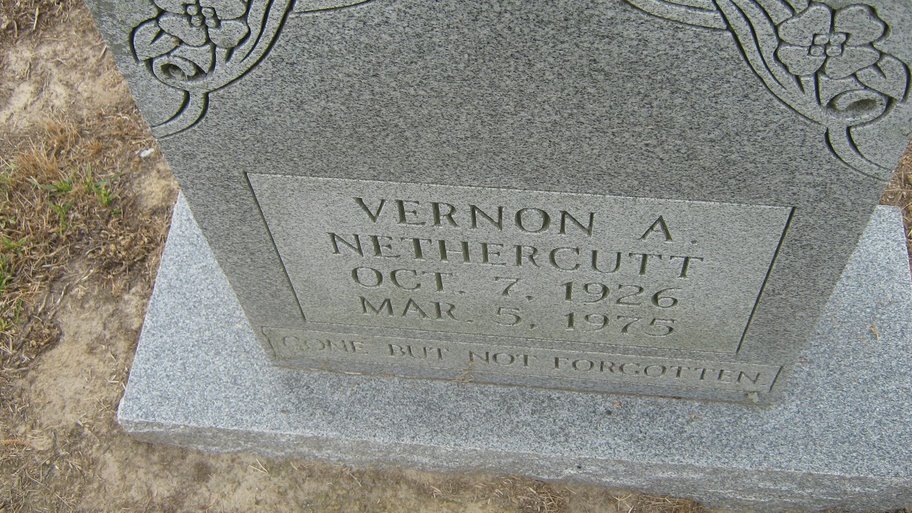 VERNON A.
NETHERCUTT
OCT. 7, 1926
MAR. 5, 1975
GONE BUT NOT FORGOTTEN